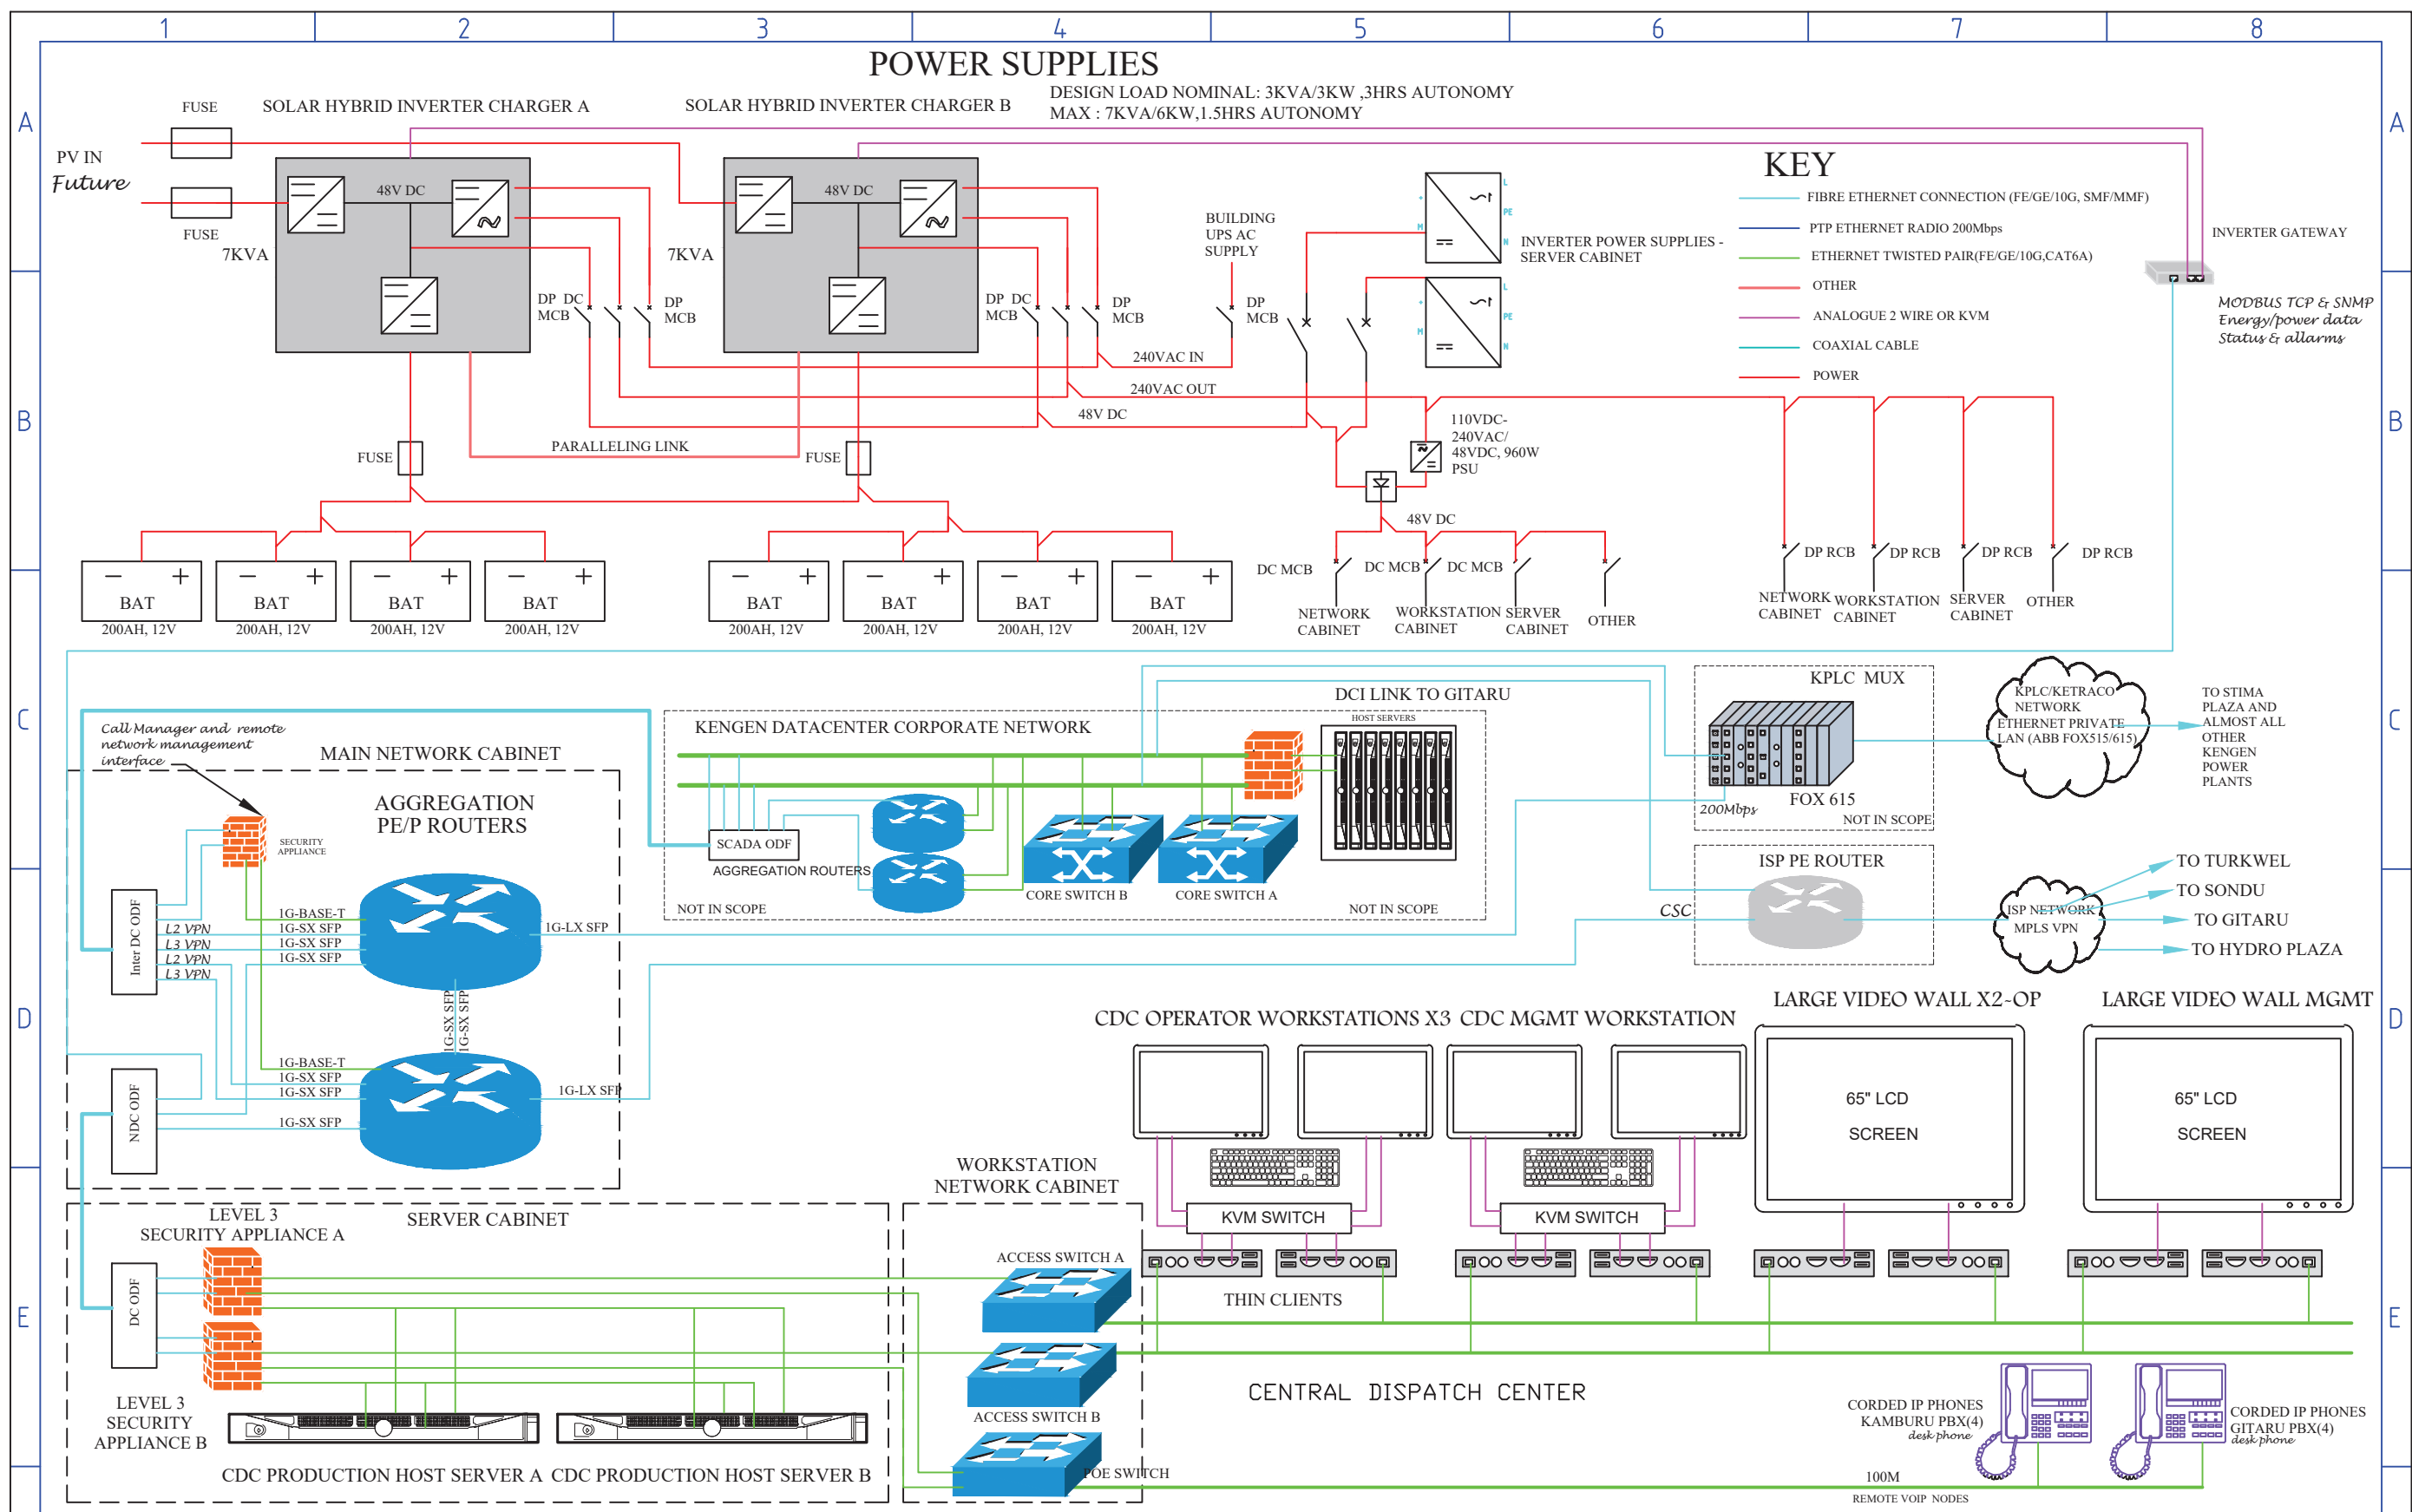 1 2 3 4 5 6 7 8
POWER SUPPLIES
DESIGN LOAD NOMINAL: 3KVA/3KW ,3HRS AUTONOMY
MAX : 7KVA/6KW,1.5HRS AUTONOMY
A
A
FUSE
SOLAR HYBRID INVERTER CHARGER A
SOLAR HYBRID INVERTER CHARGER B
PV IN
Future
FUSE
48V DC
7KVA
48V DC
7KVA
DP DC
MCB
DP
MCB
DP DC
MCB
DP
MCB
BUILDING
UPS AC
SUPPLY
DP
MCB
+
M
L
PE
N
+
M
L
PE
N
INVERTER POWER SUPPLIES -
SERVER CABINET
KEY
FIBRE ETHERNET CONNECTION (FE/GE/10G, SMF/MMF)
PTP ETHERNET RADIO 200Mbps
ETHERNET TWISTED PAIR(FE/GE/10G,CAT6A)
OTHER
ANALOGUE 2 WIRE OR KVM
COAXIAL CABLE
POWER
INVERTER GATEWAY
MODBUS TCP & SNMP
Energy/power data
Status & allarms
B
B
240VAC IN
240VAC OUT
48V DC
FUSE
PARALLELING LINK
FUSE
110VDC-
240VAC/
48VDC, 960W
PSU
48V DC
− +
BAT
200AH, 12V
− +
BAT
200AH, 12V
− +
BAT
200AH, 12V
− +
BAT
200AH, 12V
− +
BAT
200AH, 12V
− +
BAT
200AH, 12V
− +
BAT
200AH, 12V
− +
BAT
200AH, 12V
DC MCB
DC MCB
DC MCB
NETWORK
CABINET
WORKSTATION
CABINET
SERVER
CABINET
OTHER
DP RCB
DP RCB
DP RCB
DP RCB
NETWORK
CABINET
WORKSTATION
CABINET
SERVER
CABINET
OTHER
C
C
Call Manager and remote
network management
interface
MAIN NETWORK CABINET
AGGREGATION
PE/P ROUTERS
SECURITY
APPLIANCE
KENGEN DATACENTER CORPORATE NETWORK
DCI LINK TO GITARU
HOST SERVERS
SCADA ODF
AGGREGATION ROUTERS
CORE SWITCH B
CORE SWITCH A
NOT IN SCOPE
NOT IN SCOPE
KPLC MUX
FOX 615
200Mbps
NOT IN SCOPE
KPLC/KETRACO
NETWORK
ETHERNET PRIVATE
LAN (ABB FOX515/615)
TO STIMA
PLAZA AND
ALMOST ALL
OTHER
KENGEN
POWER
PLANTS
ISP PE ROUTER
CSC
ISP NETWORK
MPLS VPN
TO TURKWEL
TO SONDU
TO GITARU
TO HYDRO PLAZA
D
D
Inter DC ODF
L2 VPN
L3 VPN
L2 VPN
L3 VPN
1G-BASE-T
1G-SX SFP
1G-SX SFP
1G-SX SFP
1G-LX SFP
1G-SX SFP
1G-SX SFP
NDC ODF
1G-BASE-T
1G-SX SFP
1G-SX SFP
1G-SX SFP
1G-LX SFP
CDC OPERATOR WORKSTATIONS X3
CDC MGMT WORKSTATION
LARGE VIDEO WALL X2-OP
LARGE VIDEO WALL MGMT
65" LCD
SCREEN
65" LCD
SCREEN
KVM SWITCH
KVM SWITCH
THIN CLIENTS
E
E
SERVER CABINET
LEVEL 3
SECURITY APPLIANCE A
DC ODF
LEVEL 3
SECURITY
APPLIANCE B
CDC PRODUCTION HOST SERVER A
CDC PRODUCTION HOST SERVER B
WORKSTATION
NETWORK CABINET
ACCESS SWITCH A
ACCESS SWITCH B
POE SWITCH
CENTRAL DISPATCH CENTER
CORDED IP PHONES
KAMBURU PBX(4)
desk phone
CORDED IP PHONES
GITARU PBX(4)
desk phone
100M
REMOTE VOIP NODES